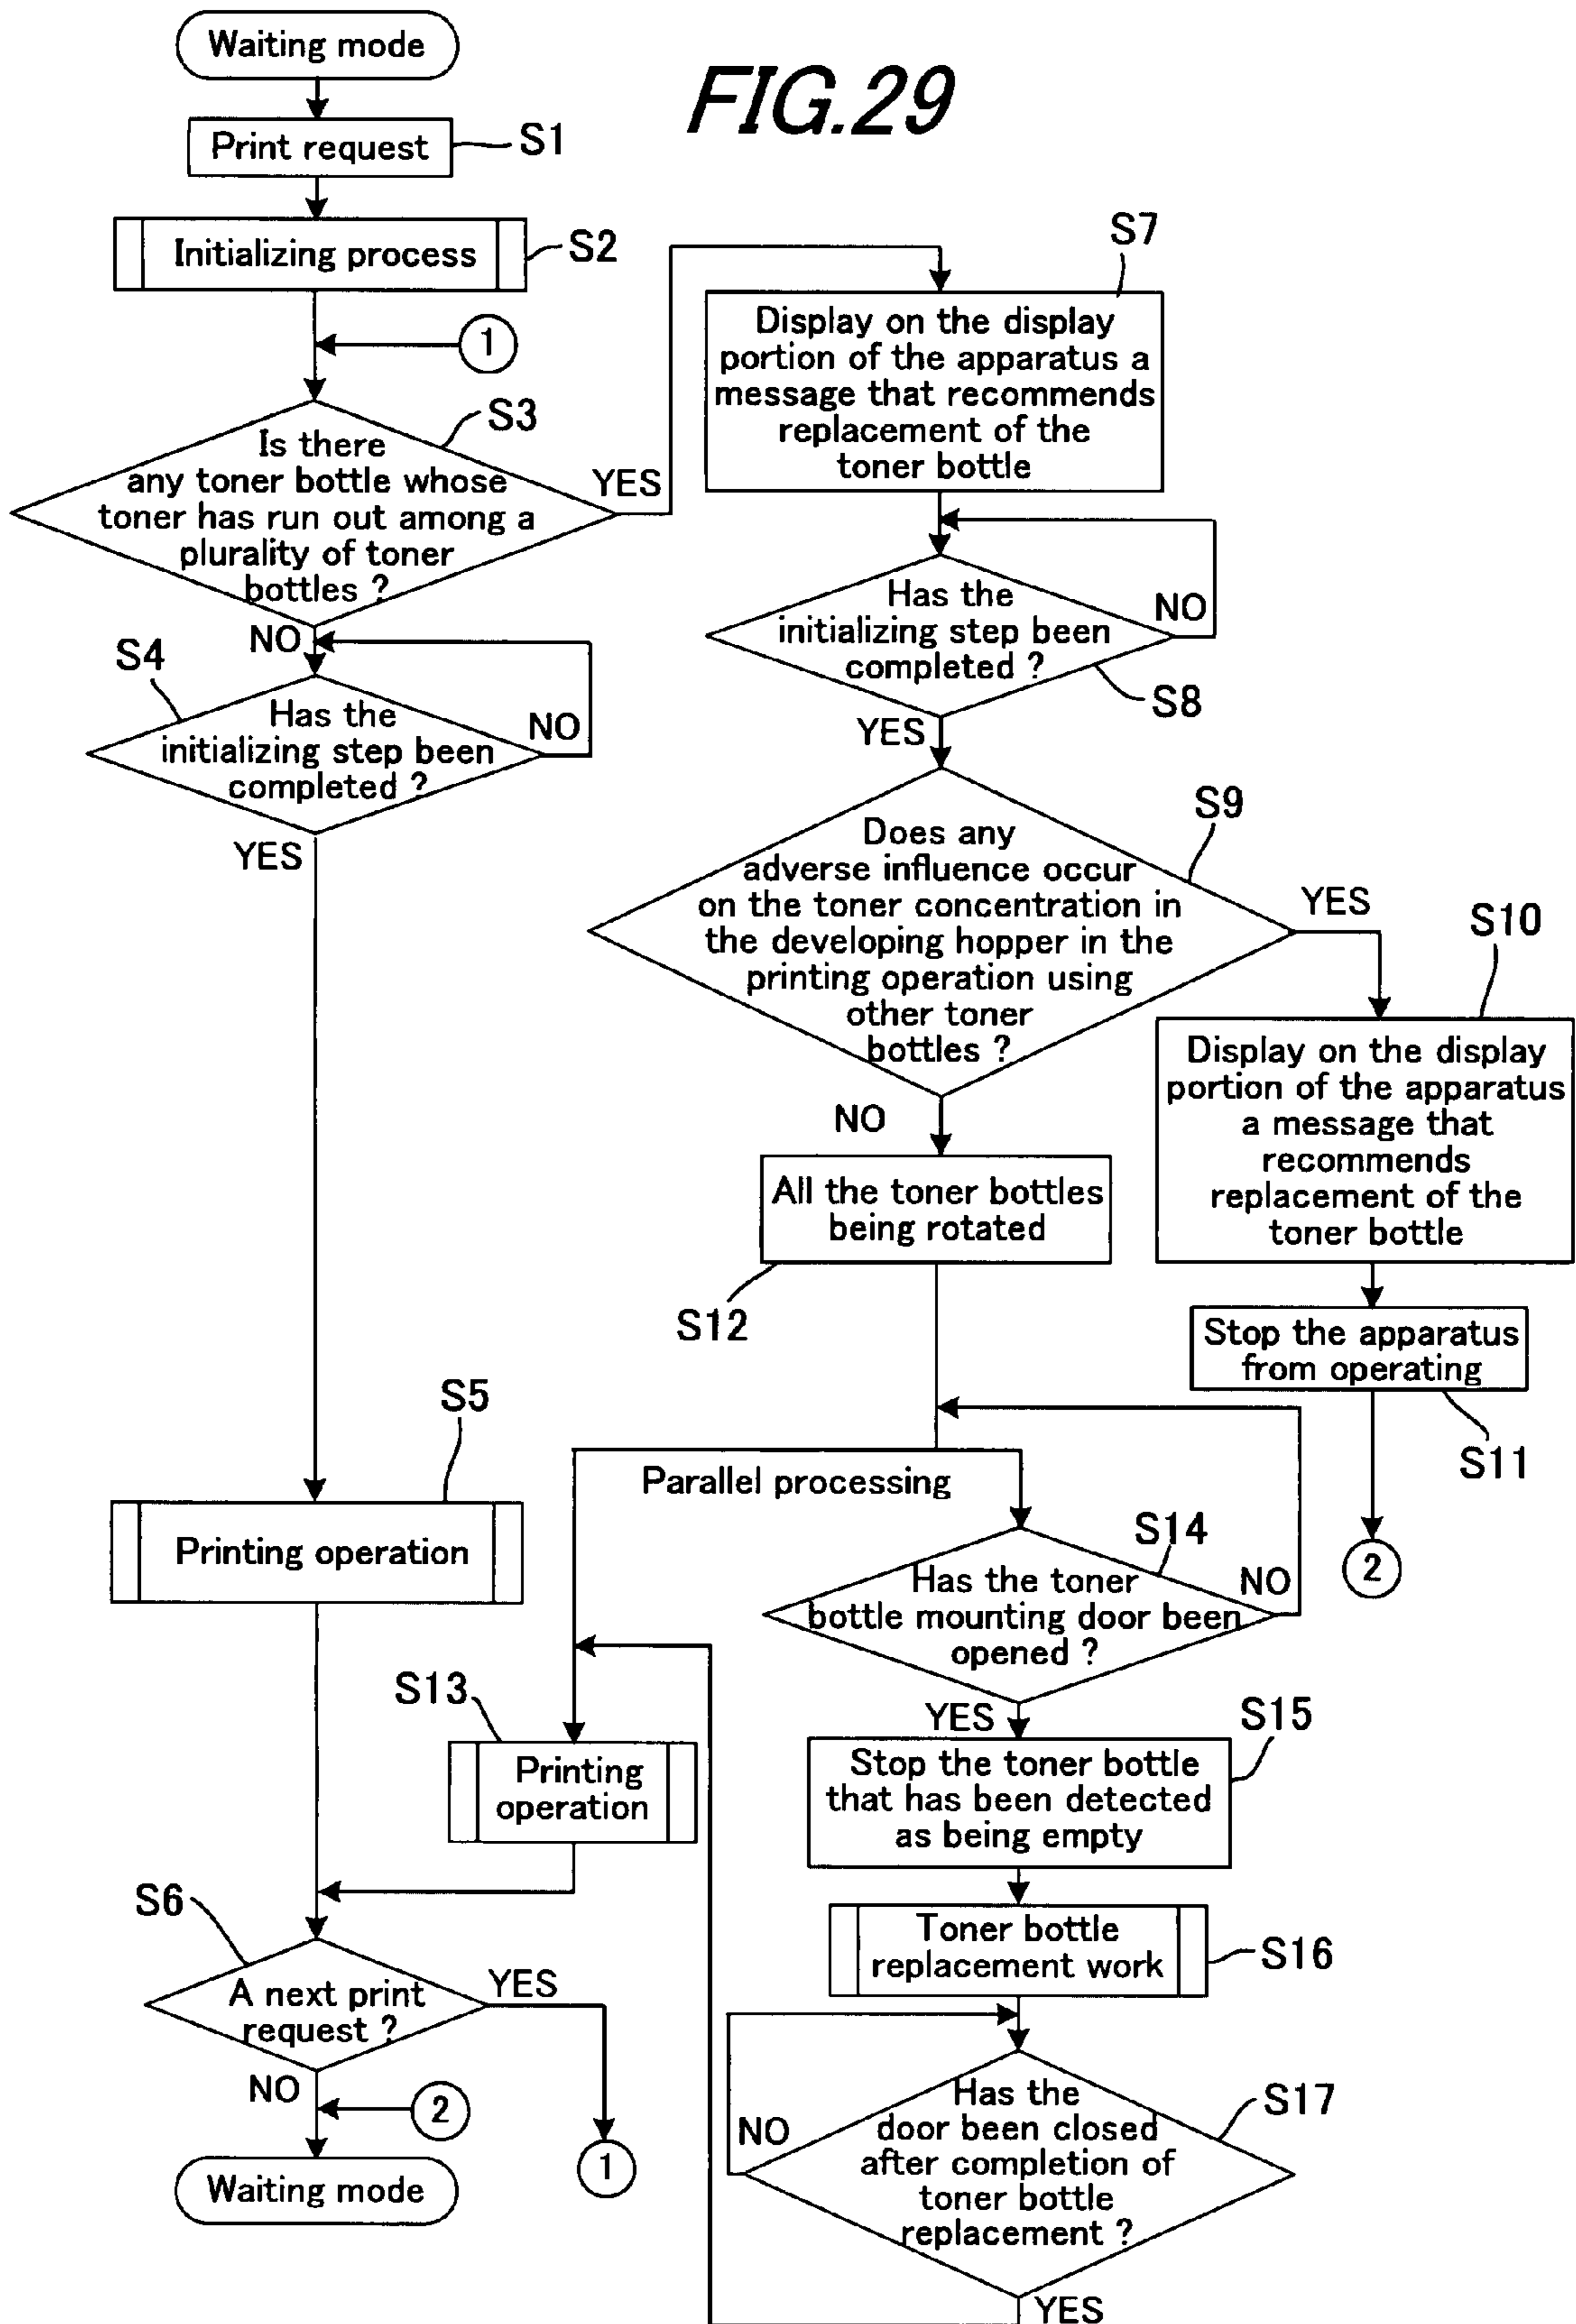 FIG.29
Waiting mode
Print request
S1
Initializing process
S2
1
S3
Is there
any toner bottle whose
toner has run out among a
plurality of toner
bottles ?
YES
NO
S4
Has the
initializing step been
completed ?
NO
YES
S5
Printing operation
S6
A next print
request ?
YES
1
NO
2
Waiting mode
S7
Display on the display
portion of the apparatus a
message that recommends
replacement of the
toner bottle
Has the
initializing step been
completed ?
NO
S8
YES
S9
Does any
adverse influence occur
on the toner concentration in
the developing hopper in the
printing operation using
other toner
bottles ?
YES
S10
Display on the display
portion of the apparatus
a message that
recommends
replacement of the
toner bottle
Stop the apparatus
from operating
S11
2
NO
All the toner bottles
being rotated
S12
Parallel processing
S13
Printing
operation
S14
Has the toner
bottle mounting door been
opened ?
NO
YES
S15
Stop the toner bottle
that has been detected
as being empty
Toner bottle
replacement work
S16
S17
Has the
door been closed
after completion of
toner bottle
replacement ?
NO
YES